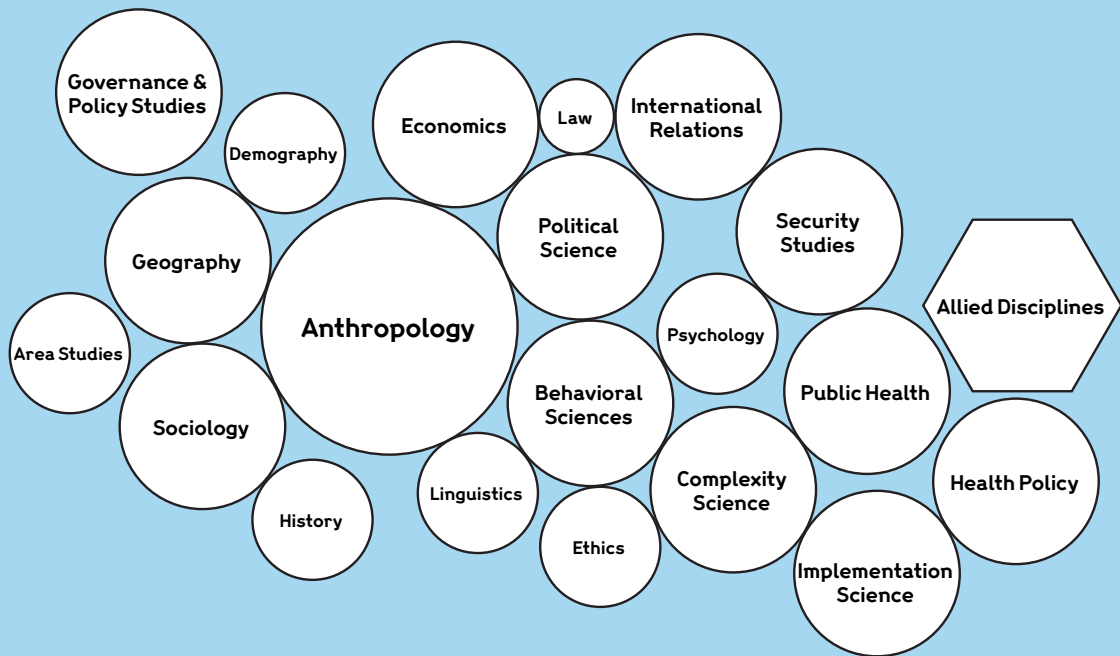 Governance &
Policy Studies
Demography
Economics
Law
International
Relations
Geography
Political
Science
Security
Studies
Allied Disciplines
Area Studies
Anthropology
Psychology
Sociology
Behavioral
Sciences
Public Health
History
Linguistics
Ethics
Complexity
Science
Health Policy
Implementation
Science